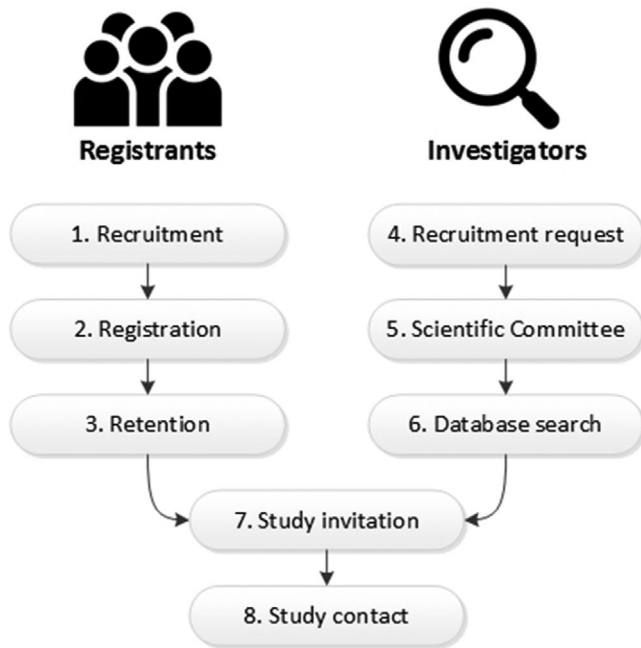 Registrants
Investigators
1. Recruitment
2. Registration
3. Retention
4. Recruitment request
5. Scientific Committee
6. Database search
7. Study invitation
8. Study contact